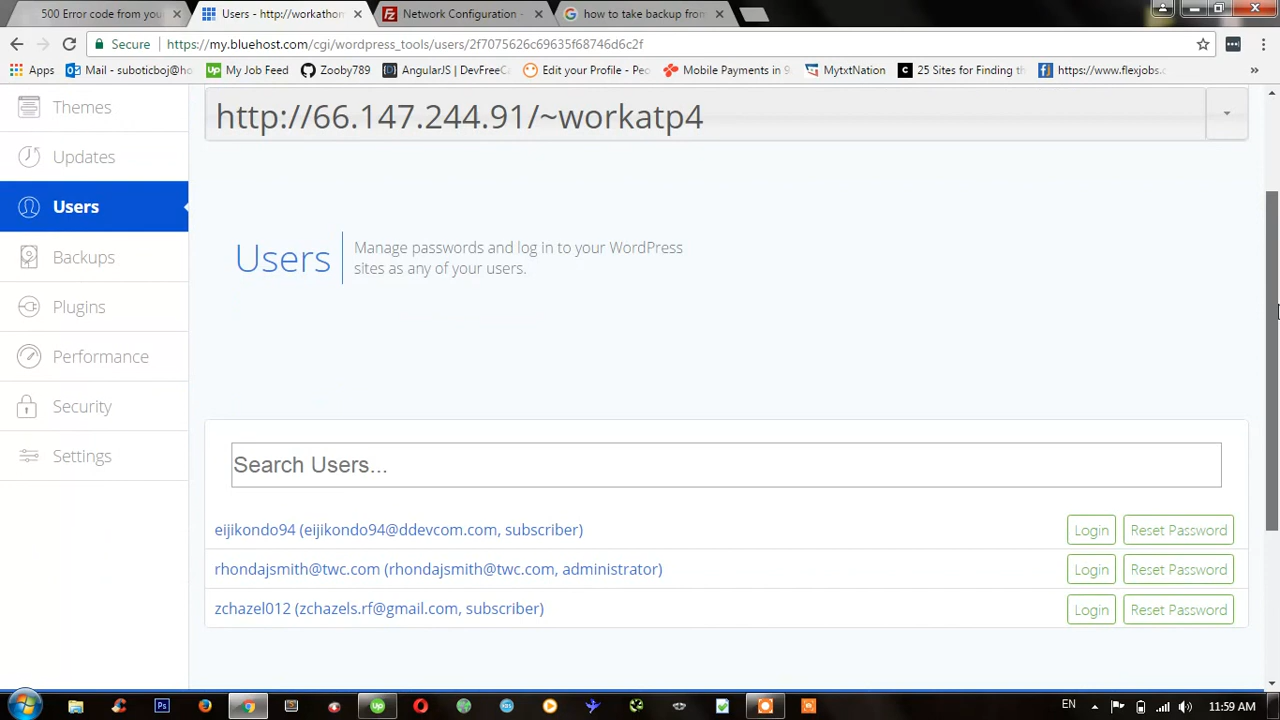 500 Error code from you
Users - http://workathom
Network Configuration -
how to take backup from
Secure
https://my.bluehost.com/cgi/wordpress_tools/users/2f7075626c69635f68746d6c2f
Apps
Mail - suboticboj@ho
My Job Feed
Zooby789
AngularJS | DevFreeCa
Edit your Profile - Peo
Mobile Payments in 9
MytxtNation
25 Sites for Finding th
https://www.flexjobs.c
»
Themes
http://66.147.244.91/~workatp4
Updates
Users
Backups
Plugins
Performance
Security
Settings
Users
Manage passwords and log in to your WordPress
sites as any of your users.
Search Users...
eijikondo94 (eijikondo94@ddevcom.com, subscriber)
Login
Reset Password
rhondajsmith@twc.com (rhondajsmith@twc.com, administrator)
Login
Reset Password
zchazel012 (zchazels.rf@gmail.com, subscriber)
Login
Reset Password
EN
11:59 AM